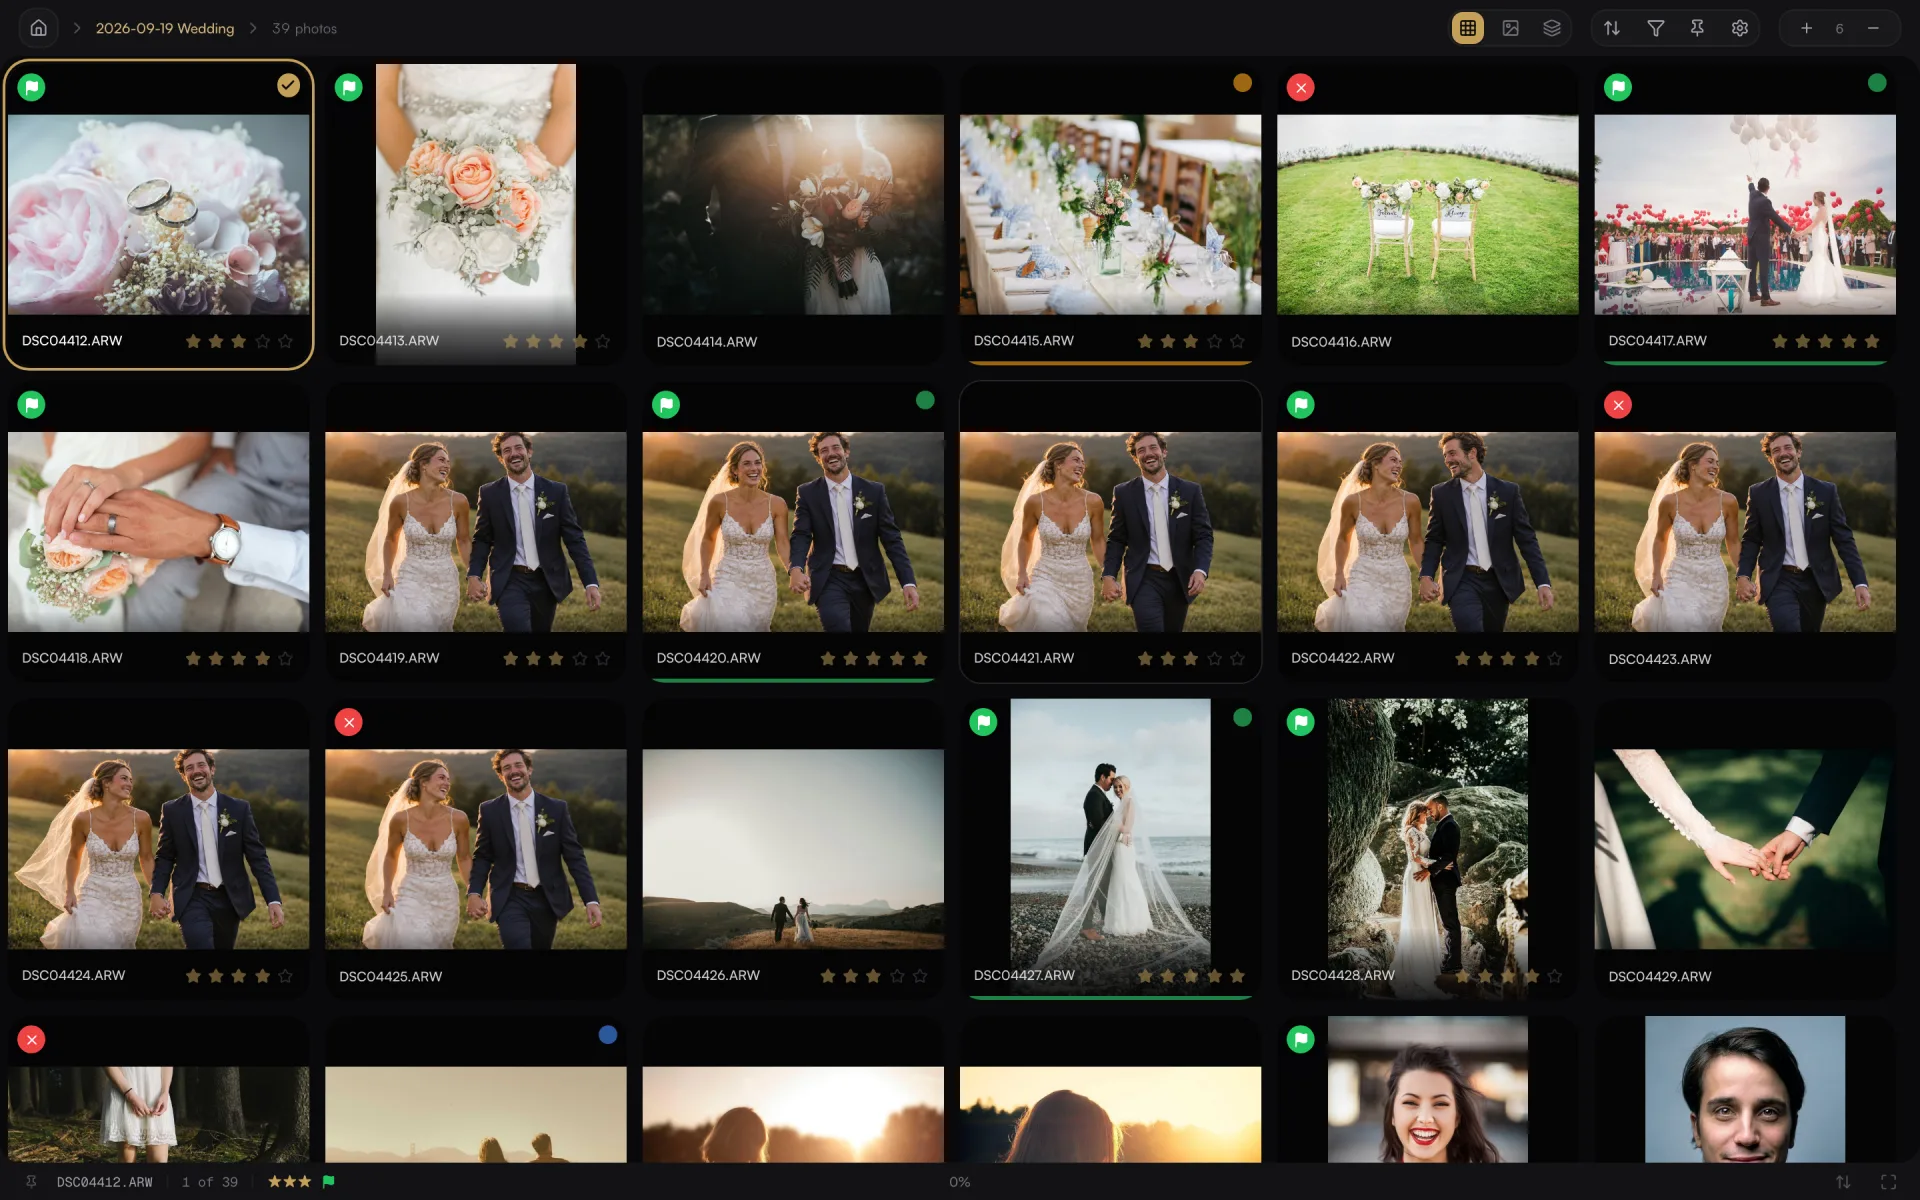 2026-09-19 Wedding 39 photos 6
DSC04412.ARW DSC04413.ARW DSC04414.ARW DSC04415.ARW DSC04416.ARW DSC04417.ARW
DSC04418.ARW DSC04419.ARW DSC04420.ARW DSC04421.ARW DSC04422.ARW DSC04423.ARW
DSC04424.ARW DSC04425.ARW DSC04426.ARW DSC04427.ARW DSC04428.ARW DSC04429.ARW
DSC04412.ARW 1 of 39 0%